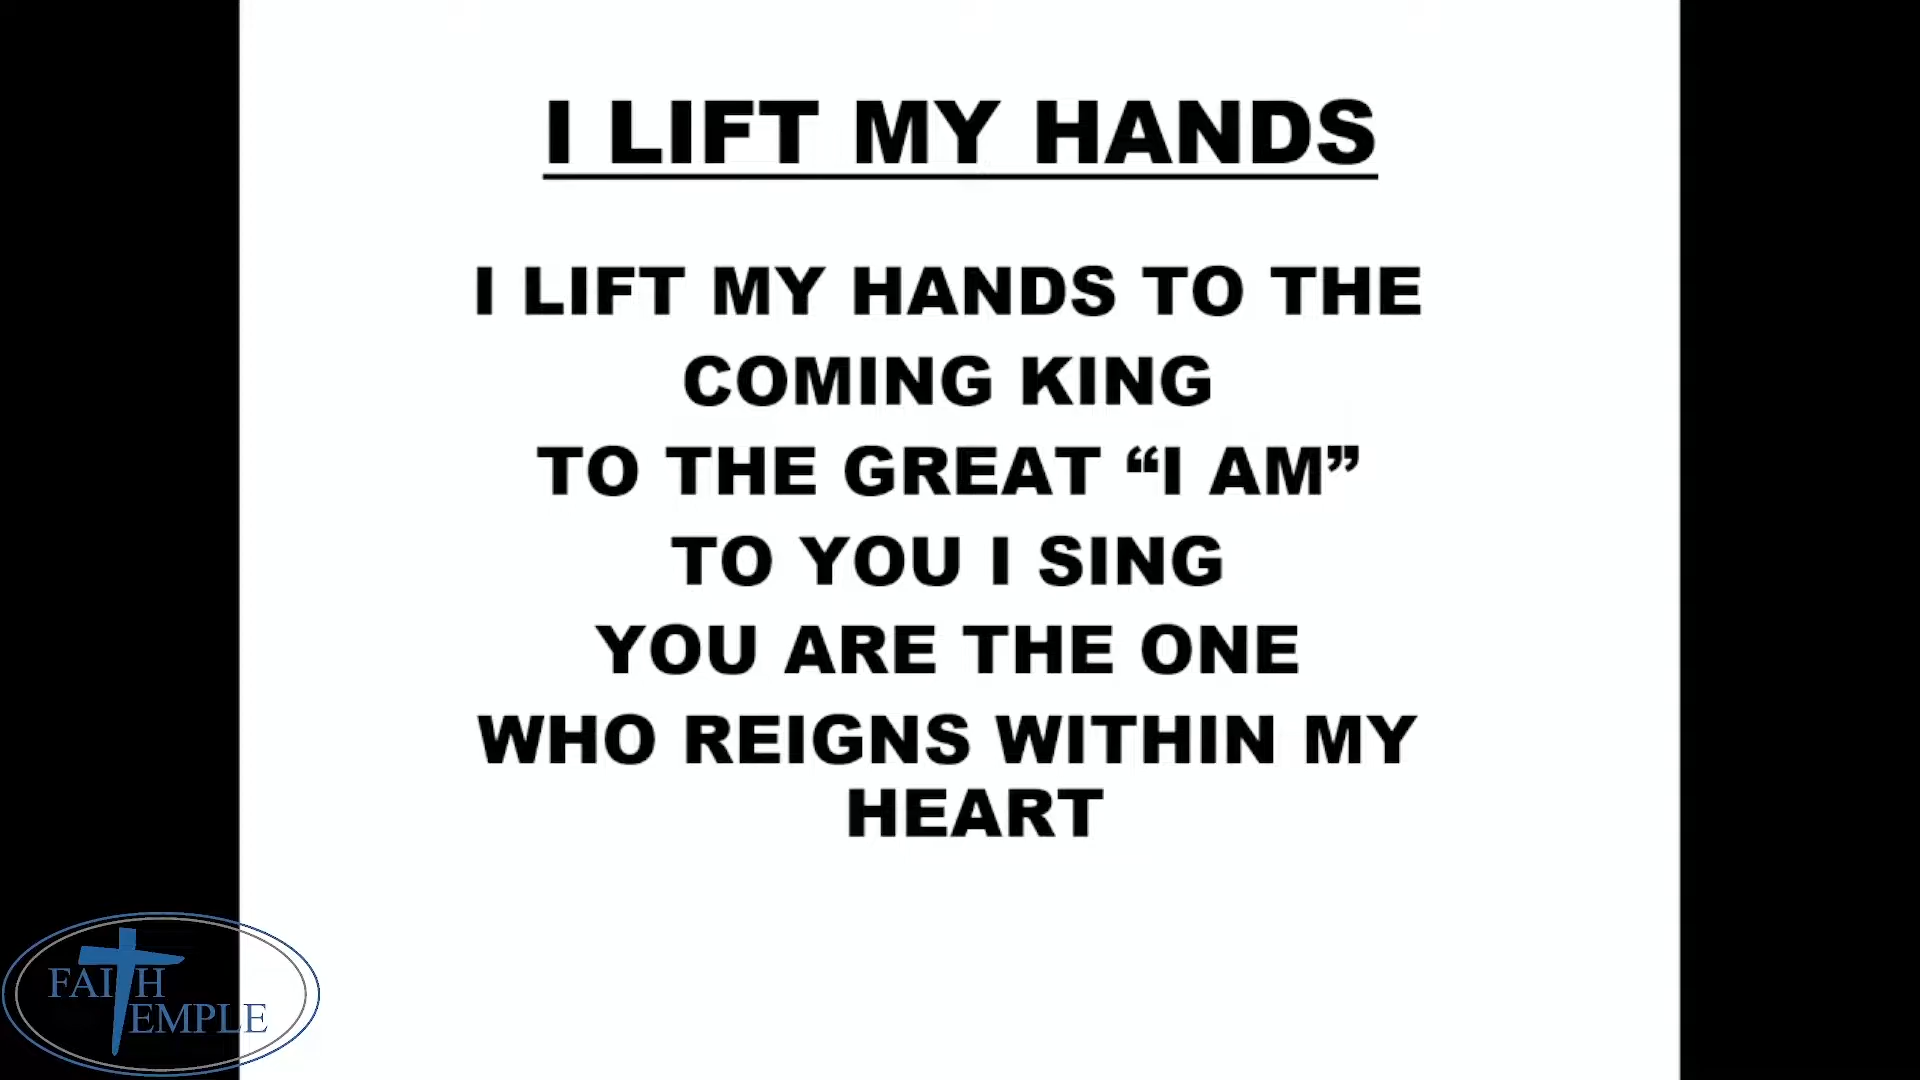 I LIFT MY HANDS
I LIFT MY HANDS TO THE
COMING KING
TO THE GREAT “I AM”
TO YOU I SING
YOU ARE THE ONE
WHO REIGNS WITHIN MY
HEART
FAITH
TEMPLE